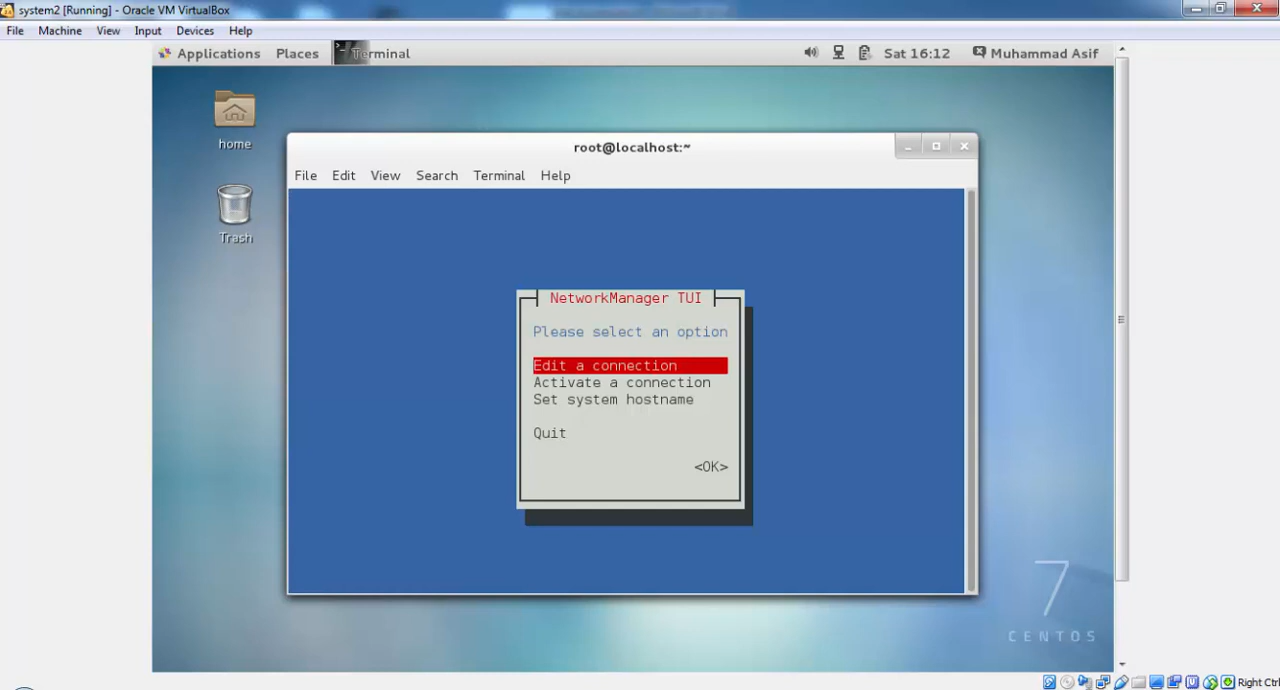 system2 [Running] - Oracle VM VirtualBox
File Machine View Input Devices Help
Applications Places Terminal Sat 16:12 Muhammad Asif
home
Trash
root@localhost:~
File Edit View Search Terminal Help
NetworkManager TUI
Please select an option
Edit a connection
Activate a connection
Set system hostname
Quit
<OK>
7
CENTOS
Right Ctrl